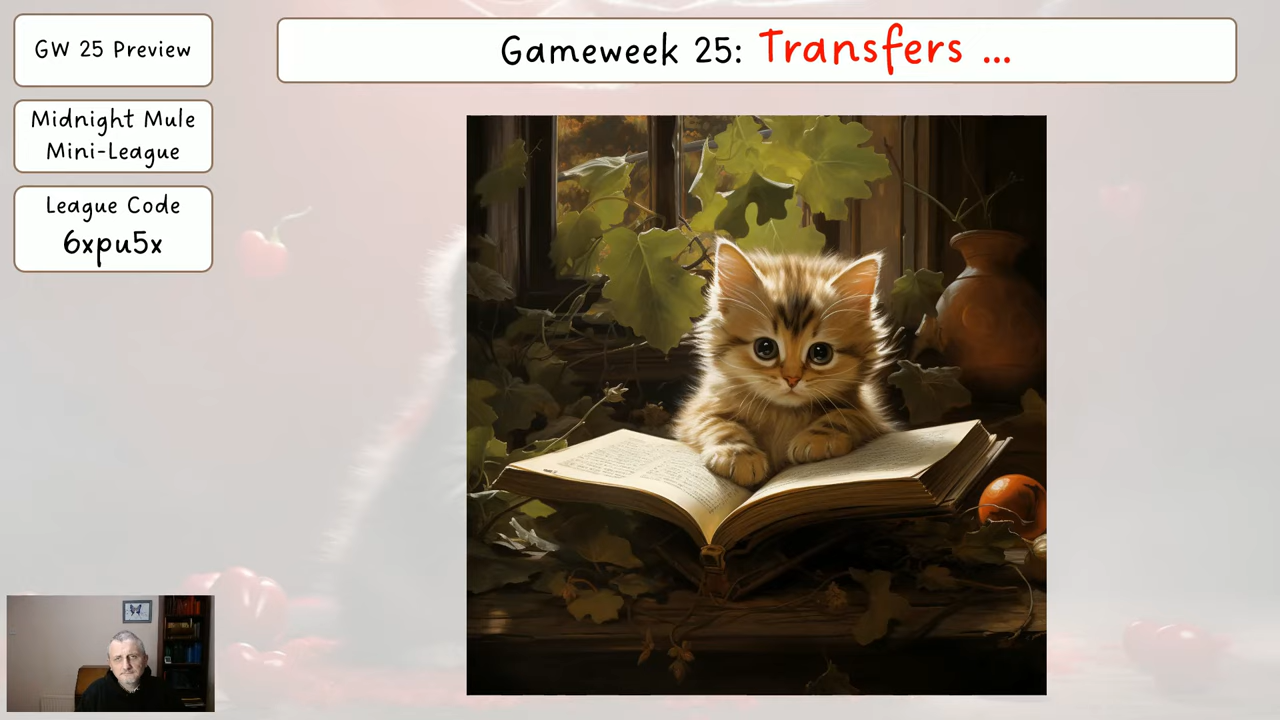 GW 25 Preview
Gameweek 25: Transfers ...
Midnight Mule
Mini-League
League Code
6xpu5x